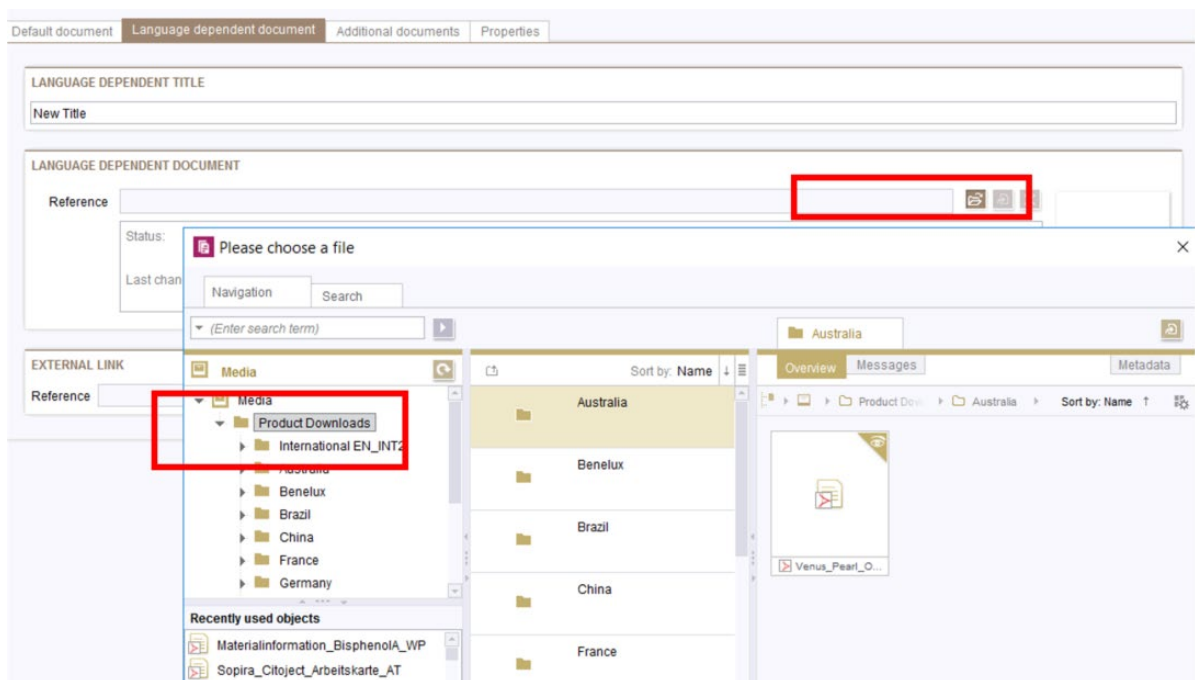 Default document Language dependent document Additional documents Properties
LANGUAGE DEPENDENT TITLE
New Title
LANGUAGE DEPENDENT DOCUMENT
Reference
Status:
Last chan
Please choose a file
Navigation Search
(Enter search term)
Australia
EXTERNAL LINK
Reference
Media
Sort by: Name
Overview Messages Metadata
Media
Product Downloads
International EN_INT2
Australia
Benelux
Brazil
China
France
Germany
Recently used objects
Materialinformation_BisphenolA_WP
Sopira_Citoject_Arbeitskarte_AT
Australia
Benelux
Brazil
China
France
Product Dow Australia Sort by: Name
Venus_Pearl_O...